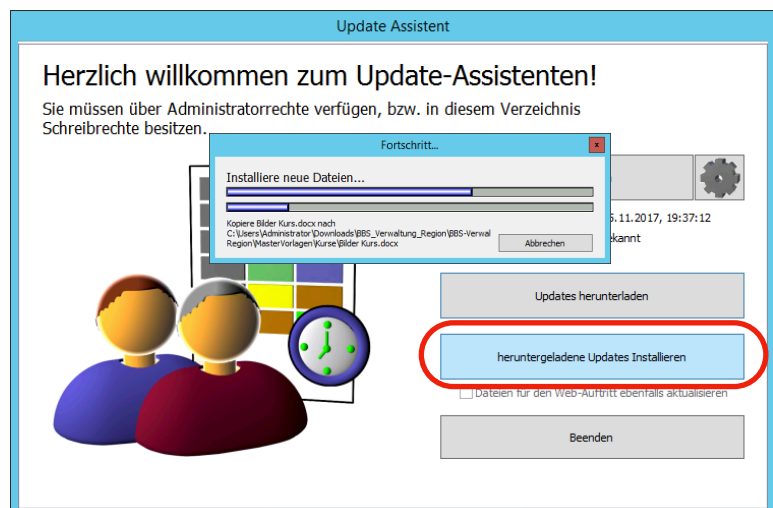 Update Assistent
Herzlich willkommen zum Update-Assistenten!
Sie müssen über Administratorrechte verfügen, bzw. in diesem Verzeichnis
Schreibrechte besitzen.
Fortschritt...
Installiere neue Dateien...
Kopiere Bilder Kurs.docx nach
C:\Users\Administrator\Downloads\BBS_Verwaltung_Region\BBS-Verwal
Region\MasterVorlagen\Kurse\Bilder Kurs.docx
Abbrechen
.11.2017, 19:37:12
kannt
Updates herunterladen
heruntergeladene Updates Installieren
Dateien für den Web-Auftritt ebenfalls aktualisieren
Beenden